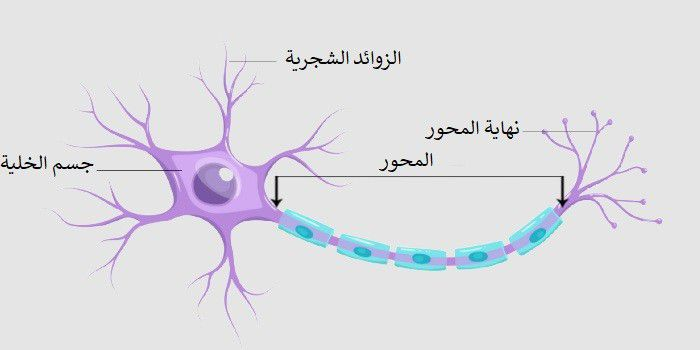 الزوائد الشجرية
نهاية المحور
المحور
جسم الخلية